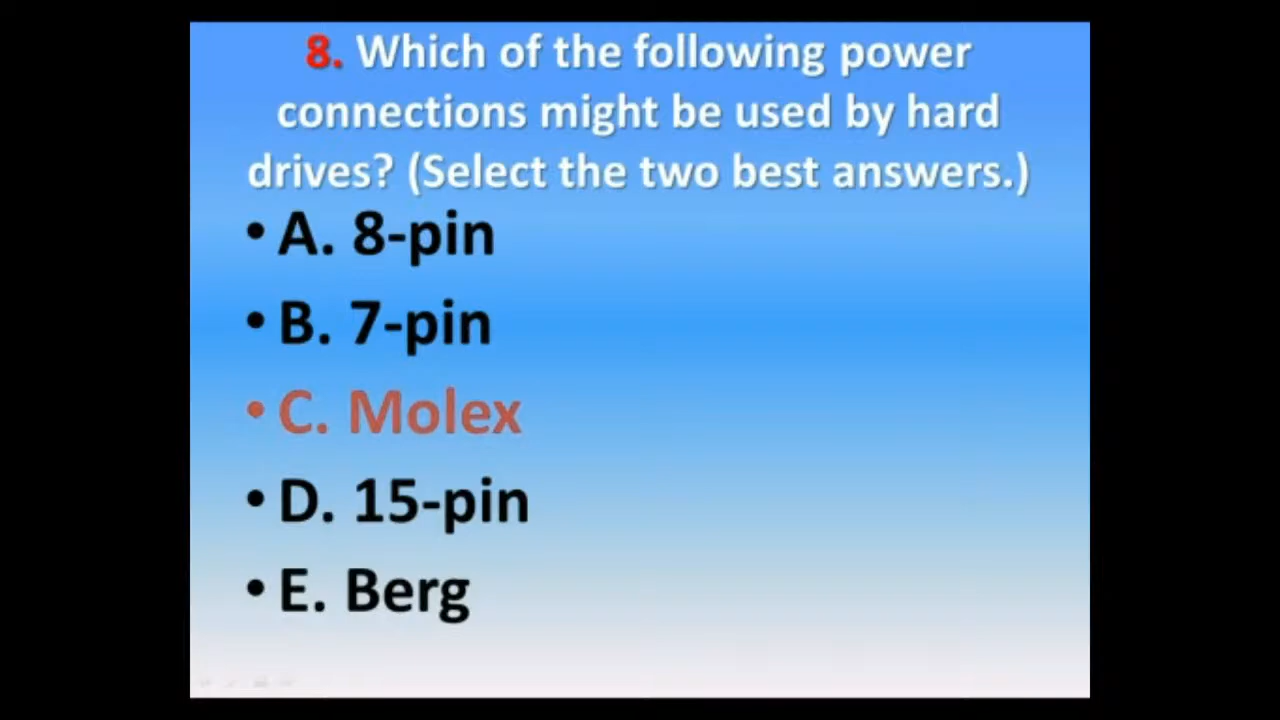 8. Which of the following power
connections might be used by hard
drives? (Select the two best answers.)
• A. 8-pin
• B. 7-pin
• C. Molex
• D. 15-pin
• E. Berg